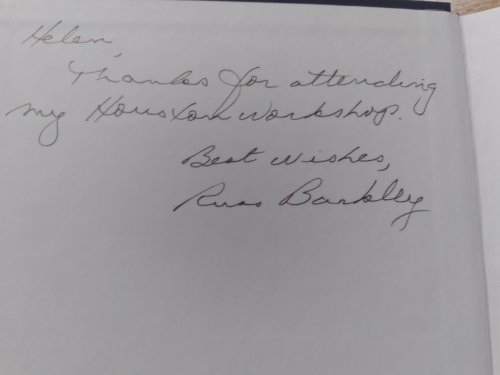 Helen,
Thanks for attending
my Houston workshop.
Best wishes,
Russ Barkley